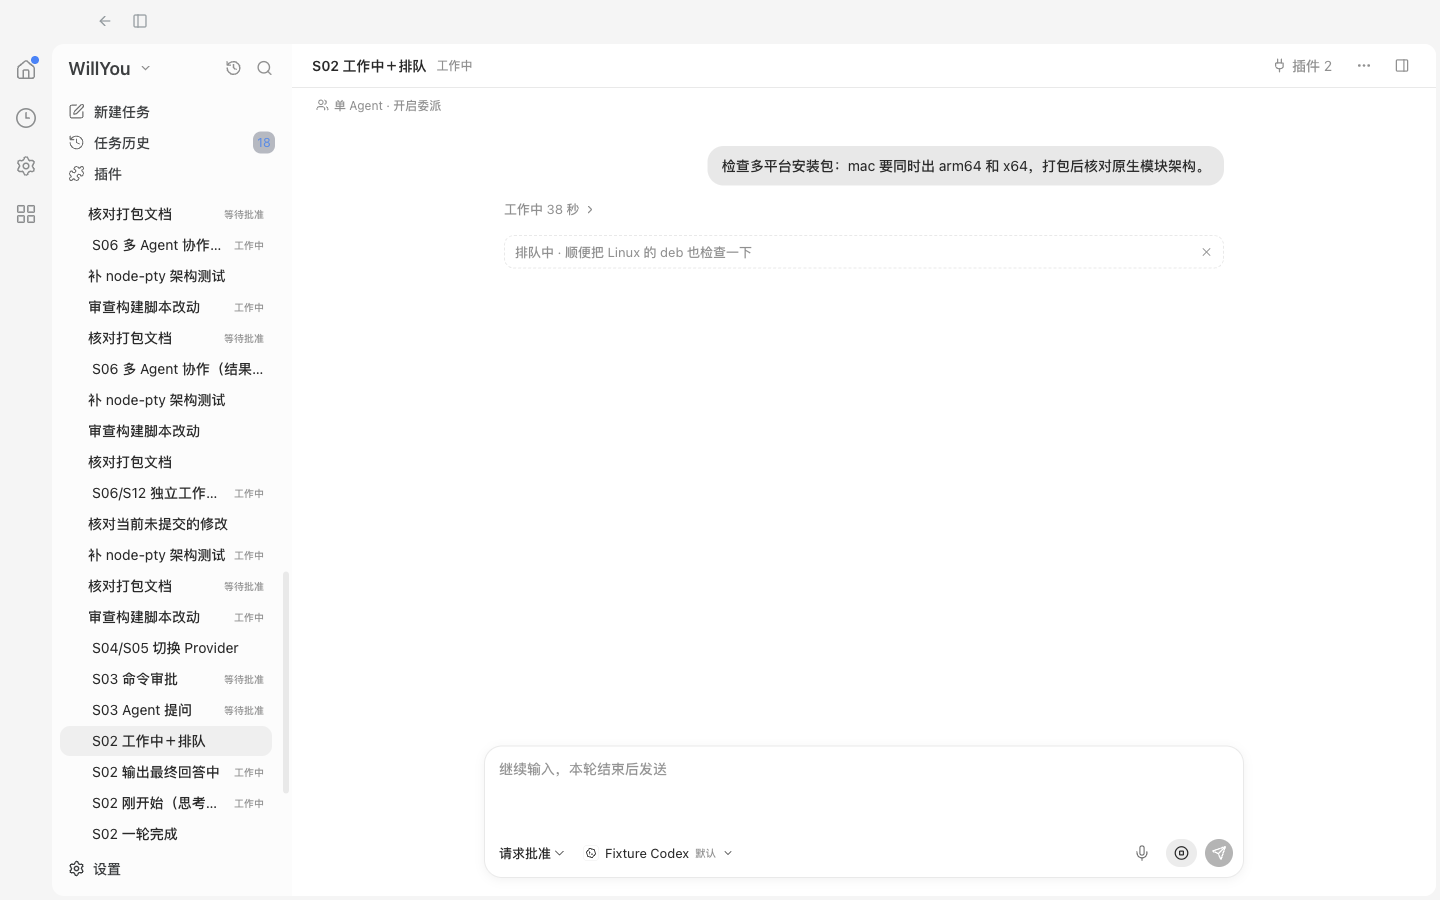 WillYou
新建任务
任务历史 18
插件
核对打包文档 等待批准
S06 多 Agent 协作... 工作中
补 node-pty 架构测试
审查构建脚本改动 工作中
核对打包文档 等待批准
S06 多 Agent 协作（结果...
补 node-pty 架构测试
审查构建脚本改动
核对打包文档
S06/S12 独立工作... 工作中
核对当前未提交的修改
补 node-pty 架构测试 工作中
核对打包文档 等待批准
审查构建脚本改动 工作中
S04/S05 切换 Provider
S03 命令审批 等待批准
S03 Agent 提问 等待批准
S02 工作中＋排队
S02 输出最终回答中 工作中
S02 刚开始（思考... 工作中
S02 一轮完成
设置
S02 工作中＋排队 工作中
插件 2
单 Agent · 开启委派
检查多平台安装包：mac 要同时出 arm64 和 x64，打包后核对原生模块架构。
工作中 38 秒
排队中 · 顺便把 Linux 的 deb 也检查一下
继续输入，本轮结束后发送
请求批准 Fixture Codex 默认